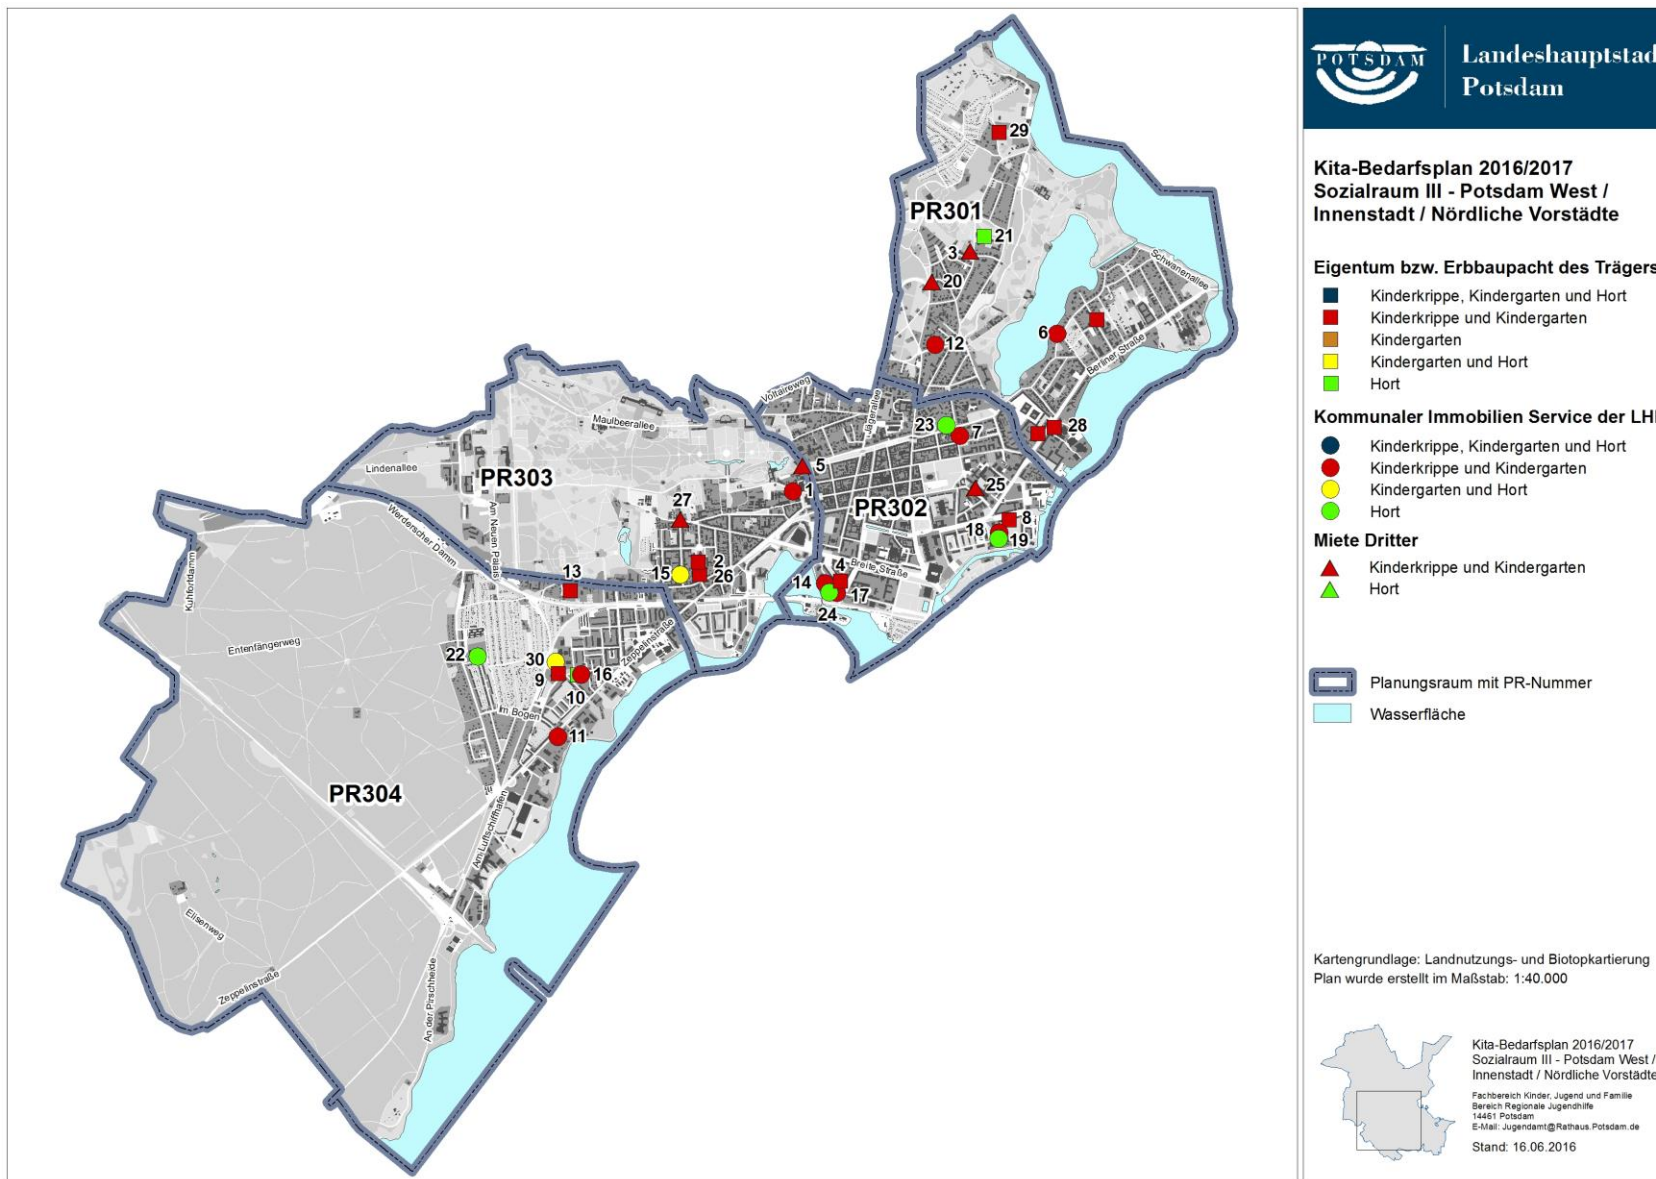 POTSDAM
Landeshauptstad
Potsdam
Kita-Bedarfsplan 2016/2017
Sozialraum III - Potsdam West /
Innenstadt / Nördliche Vorstädte
Eigentum bzw. Erbbaupacht des Trägers
Kinderkrippe, Kindergarten und Hort
Kinderkrippe und Kindergarten
Kindergarten
Kindergarten und Hort
Hort
Kommunaler Immobilien Service der LH
Kinderkrippe, Kindergarten und Hort
Kinderkrippe und Kindergarten
Kindergarten und Hort
Hort
Miete Dritter
Kinderkrippe und Kindergarten
Hort
Planungsraum mit PR-Nummer
Wasserfläche
Kartengrundlage: Landnutzungs- und Biotopkartierung
Plan wurde erstellt im Maßstab: 1:40.000
Kita-Bedarfsplan 2016/2017
Sozialraum III - Potsdam West /
Innenstadt / Nördliche Vorstädte
Fachbereich Kinder, Jugend und Familie
Bereich Regionale Jugendhilfe
14461 Potsdam
E-Mail: Jugendamt@Rathaus.Potsdam.de
Stand: 16.06.2016
29
PR301
21
3
20
Schwanenallee
6
12
Berliner Straße
Voltaireweg
Jägerallee
Maulbeerallee
23
7
28
Lindenallee
5
PR303
1
25
27
PR302
8
18
19
Am Neuen Palais
Werderscher Damm
Kuhfortdamm
2
15
26
13
Breite Straße
4
14
17
24
Zeppelinstraße
Entenfängerweg
22
30
9
16
10
Im Bogen
11
PR304
Am Luftschiffhafen
Elisenweg
Zeppelinstraße
An der Pirschheide